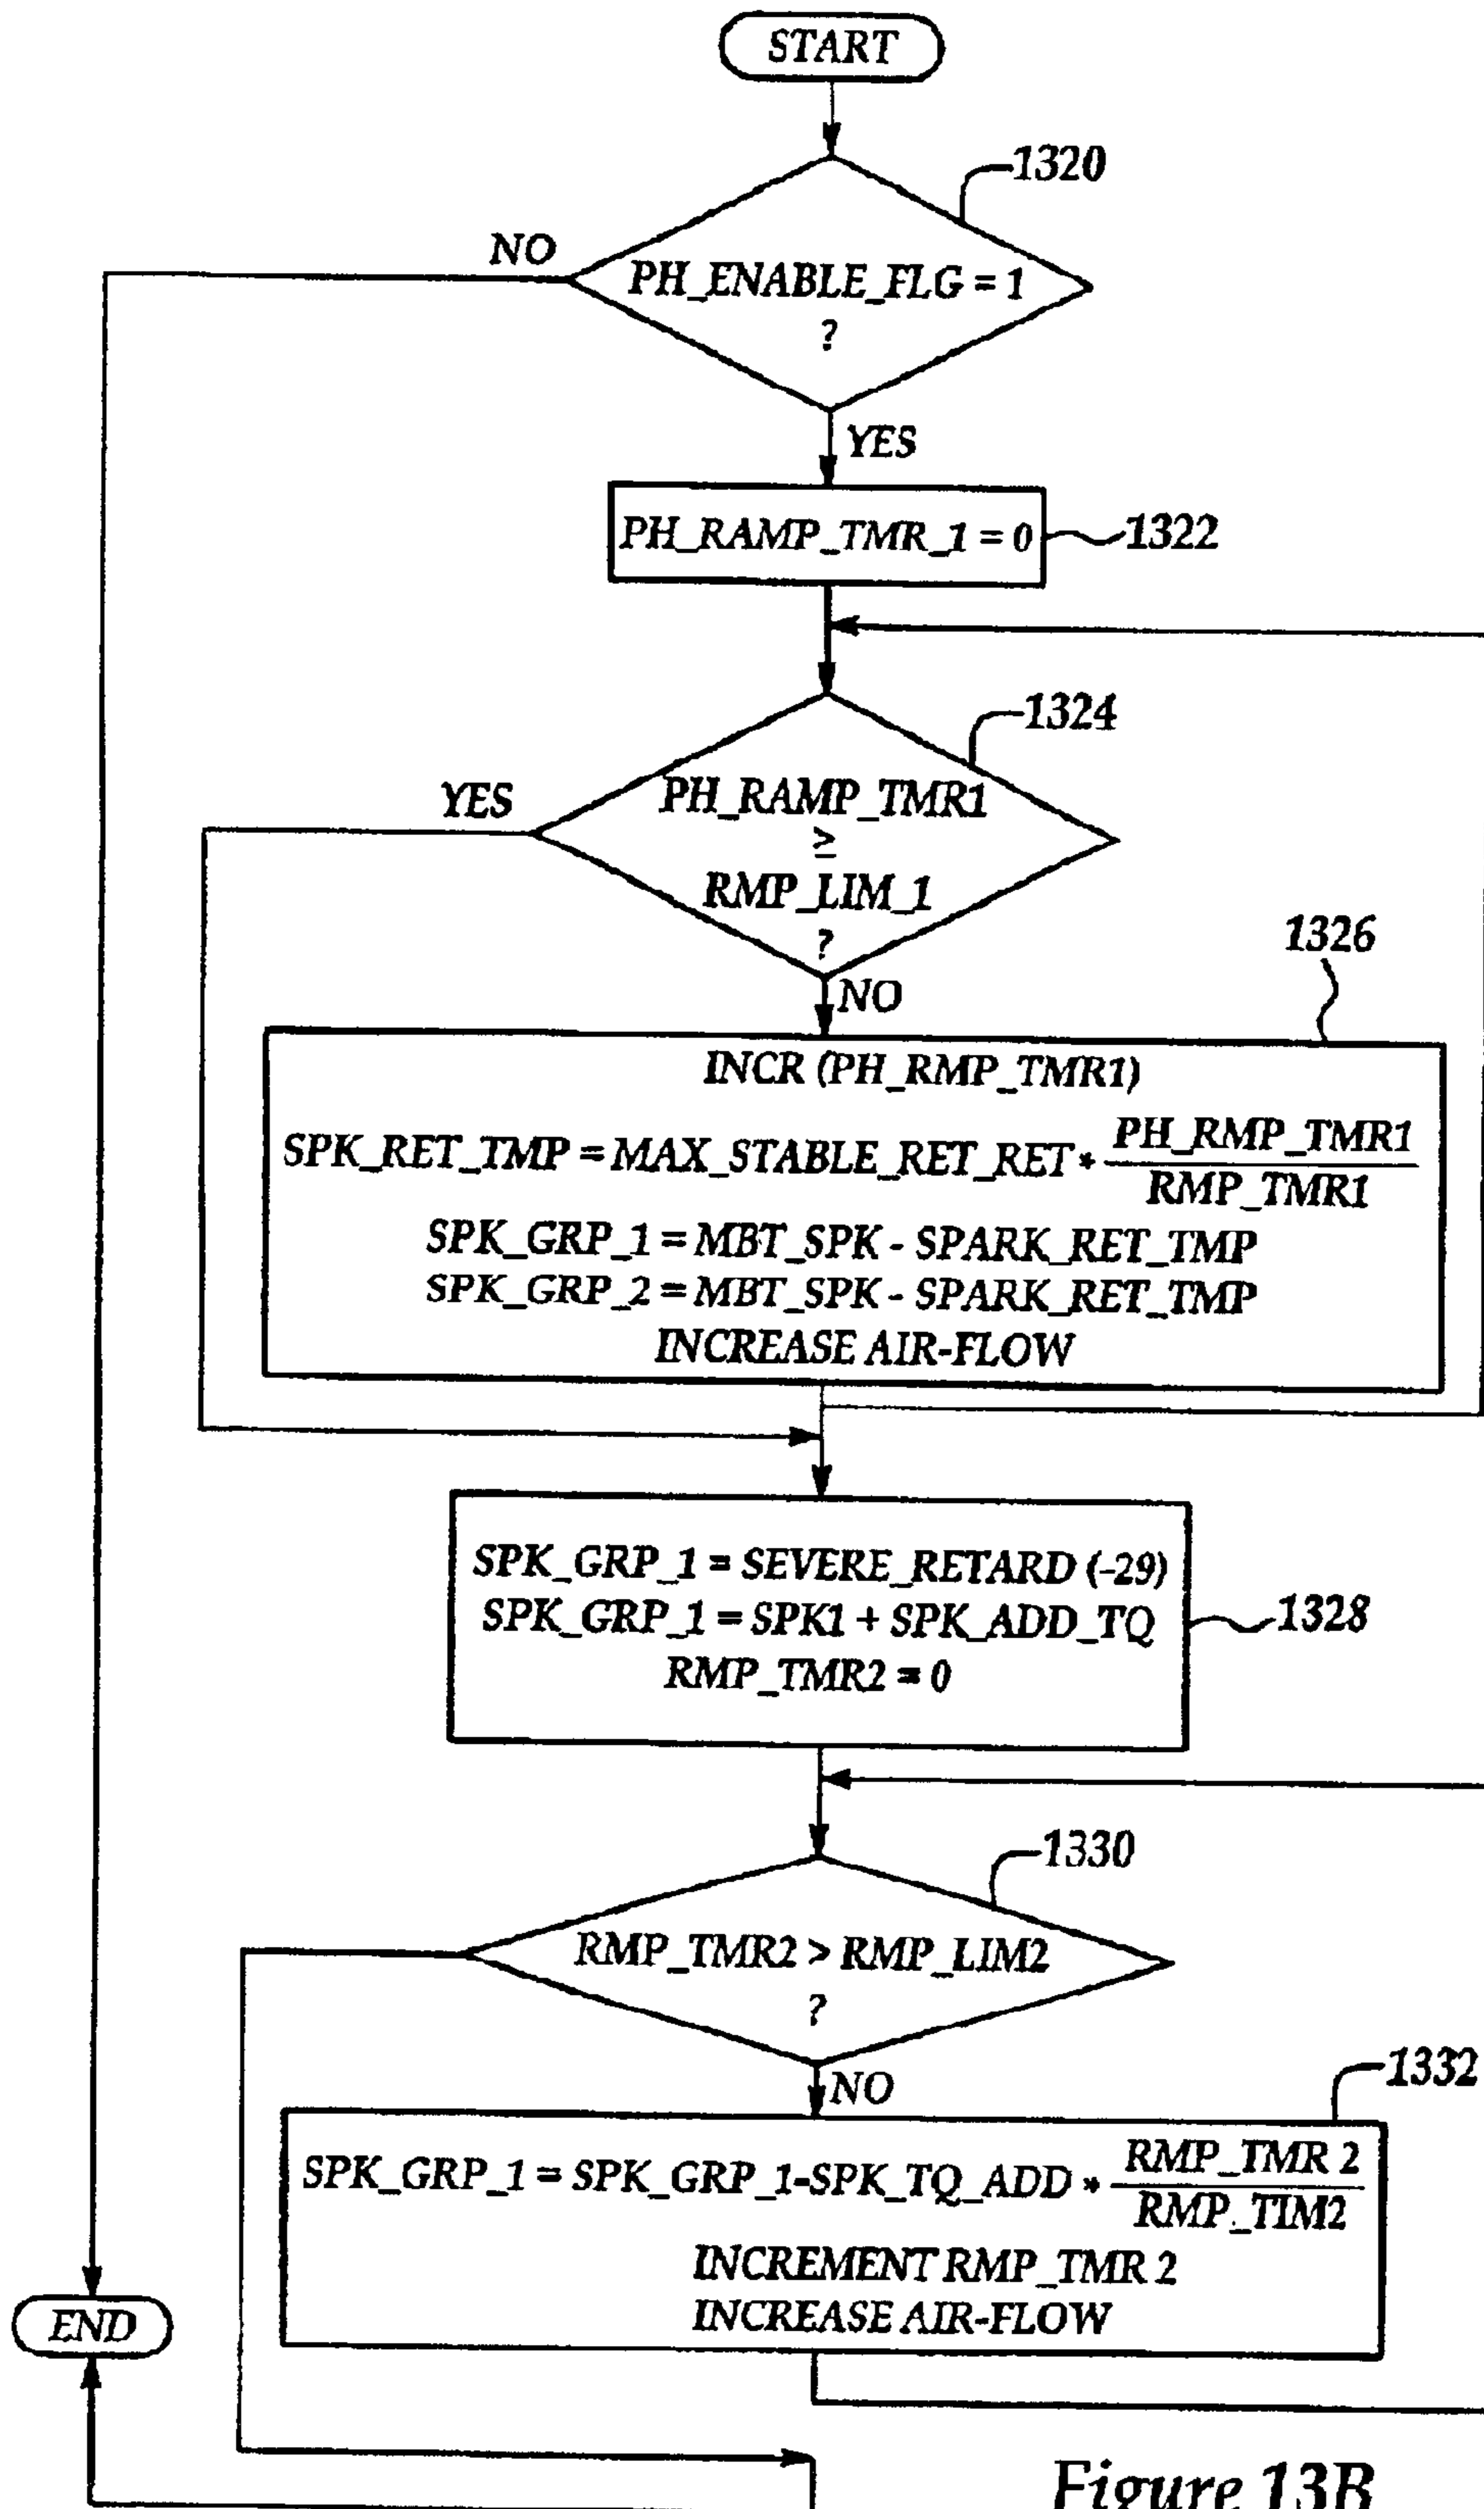 START
1320
NO
PH_ENABLE_FLG = 1
?
YES
PH_RAMP_TMR_1 = 0
1322
1324
YES
PH_RAMP_TMR1
≥
RMP_LIM_1
?
1326
NO
INCR (PH_RMP_TMR1)
SPK_RET_TMP = MAX_STABLE_RET_RET * PH_RMP_TMR1
RMP_TMR1
SPK_GRP_1 = MBT_SPK - SPARK_RET_TMP
SPK_GRP_2 = MBT_SPK - SPARK_RET_TMP
INCREASE AIR-FLOW
SPK_GRP_1 = SEVERE_RETARD (-29)
SPK_GRP_1 = SPK1 + SPK_ADD_TQ
1328
RMP_TMR2 = 0
1330
RMP_TMR2 > RMP_LIM2
?
1332
NO
SPK_GRP_1 = SPK_GRP_1-SPK_TQ_ADD * RMP_TMR 2
RMP_TIM2
INCREMENT RMP_TMR 2
INCREASE AIR-FLOW
END
Figure 13B